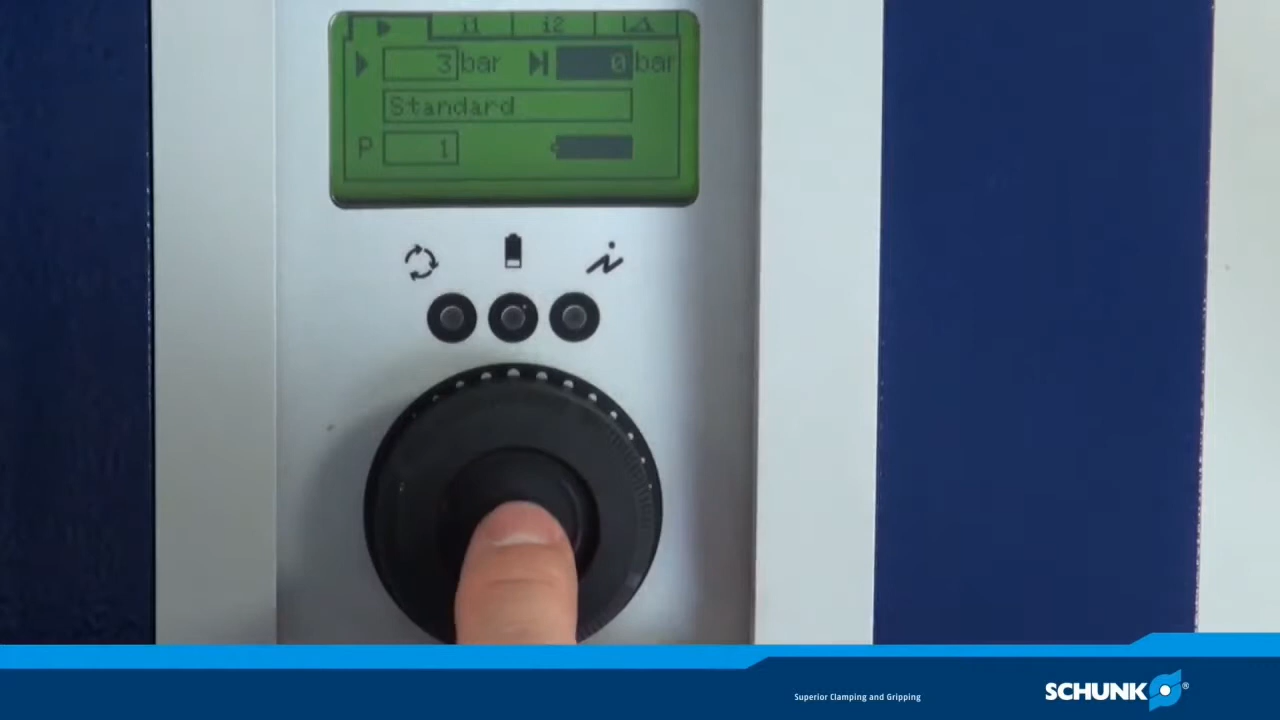 i1 i2
3 bar 0 bar
Standard
P 1
Superior Clamping and Gripping
SCHUNK®